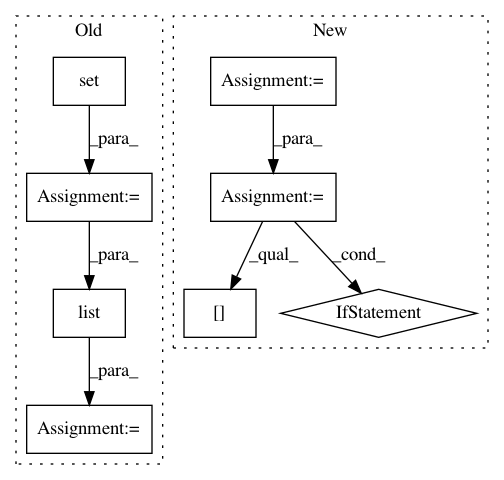 Old
New
set
Assignment:=
_para_
_para_
Assignment:=
Assignment:=
_para_
_qual_
_cond_
list
[]
IfStatement
_para_
Assignment:=